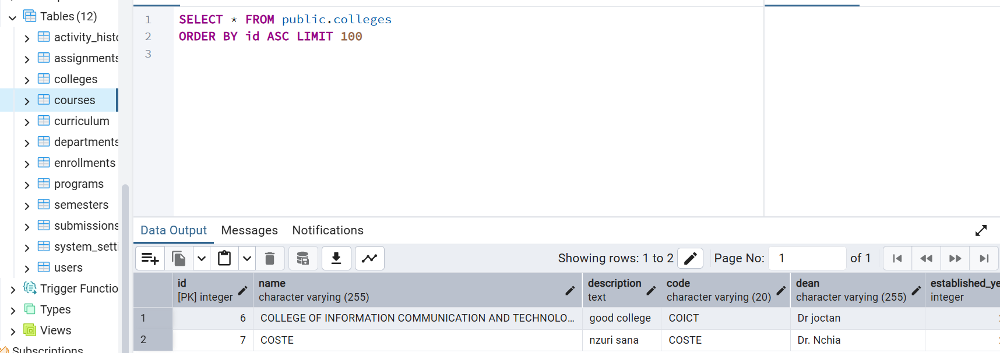 Tables (12)
activity_histo
assignments
colleges
courses
curriculum
departments
enrollments
programs
semesters
submissions
system_setti
users
Trigger Functio
Types
Views
Subscriptions
1 SELECT * FROM public.colleges
2 ORDER BY id ASC LIMIT 100
3
Data Output Messages Notifications
Showing rows: 1 to 2 Page No: 1 of 1
id name description code dean established_ye
[PK] integer character varying (255) text character varying (20) character varying (255) integer
1 6 COLLEGE OF INFORMATION COMMUNICATION AND TECHNOLO... good college COICT Dr joctan
2 7 COSTE nzuri sana COSTE Dr. Nchia